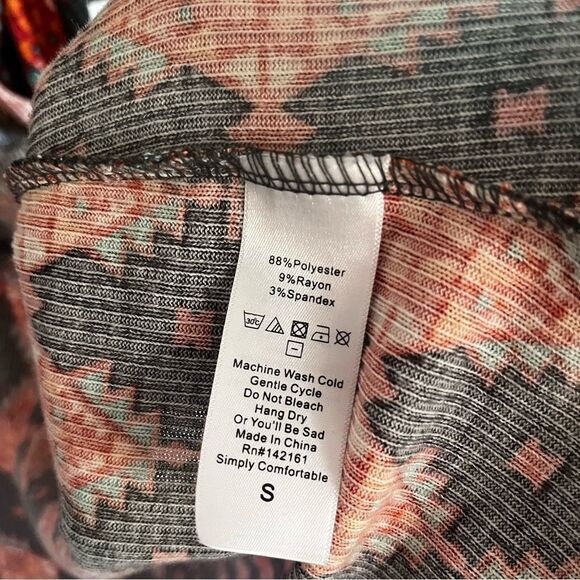 88%Polyester
9%Rayon
3%Spandex
30°C
Machine Wash Cold
Gentle Cycle
Do Not Bleach
Hang Dry
Or You'll Be Sad
Made In China
Rn#142161
Simply Comfortable
S